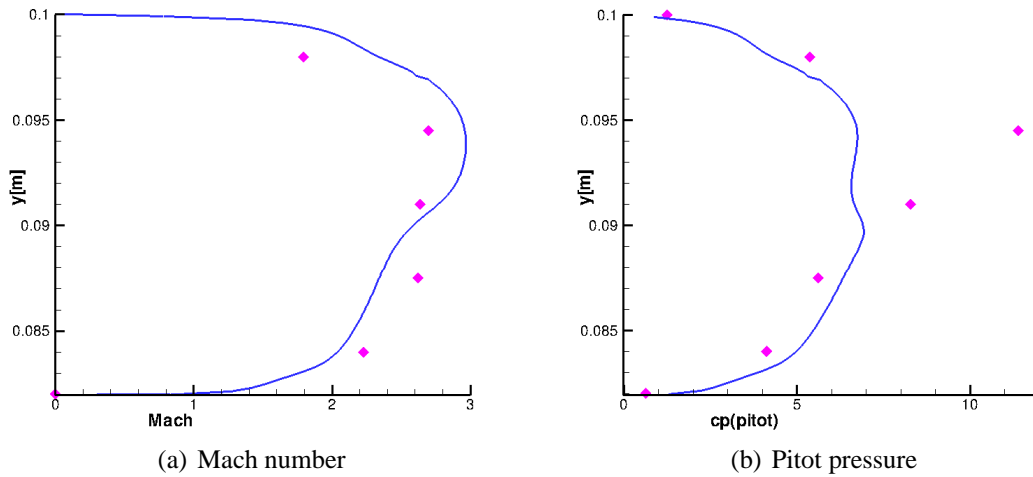 0.1
0.095
0.09
0.085
y[m]
0 1 2 3
Mach
(a) Mach number
0.1
0.095
0.09
0.085
y[m]
0 5 10
cp(pitot)
(b) Pitot pressure